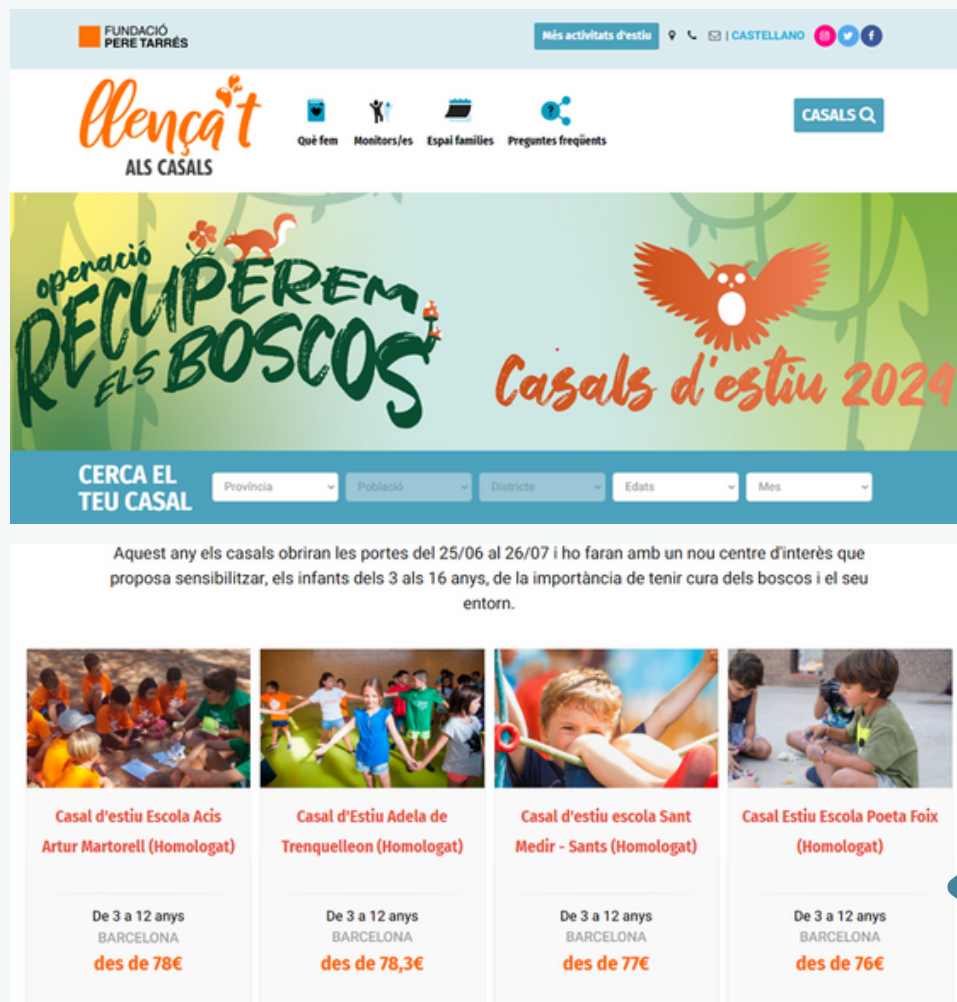 FUNDACIÓ
PERE TARRÉS
Més activitats d'estiu | CASTELLANO
llença't
ALS CASALS
Què fem Monitors/es Espai famílies Preguntes freqüents
CASALS
operació
RECUPEREM
ELS BOSCOS
Casals d'estiu 2024
CERCA EL
TEU CASAL
Província Població Districte Edats Mes
Aquest any els casals obriran les portes del 25/06 al 26/07 i ho faran amb un nou centre d'interès que
proposa sensibilitzar, els infants dels 3 als 16 anys, de la importància de tenir cura dels boscos i el seu
entorn.
Casal d'estiu Escola Acis
Artur Martorell (Homologat)
De 3 a 12 anys
BARCELONA
des de 78€
Casal d'Estiu Adela de
Trenquelleon (Homologat)
De 3 a 12 anys
BARCELONA
des de 78,3€
Casal d'estiu escola Sant
Medir - Sants (Homologat)
De 3 a 12 anys
BARCELONA
des de 77€
Casal Estiu Escola Poeta Foix
(Homologat)
De 3 a 12 anys
BARCELONA
des de 76€